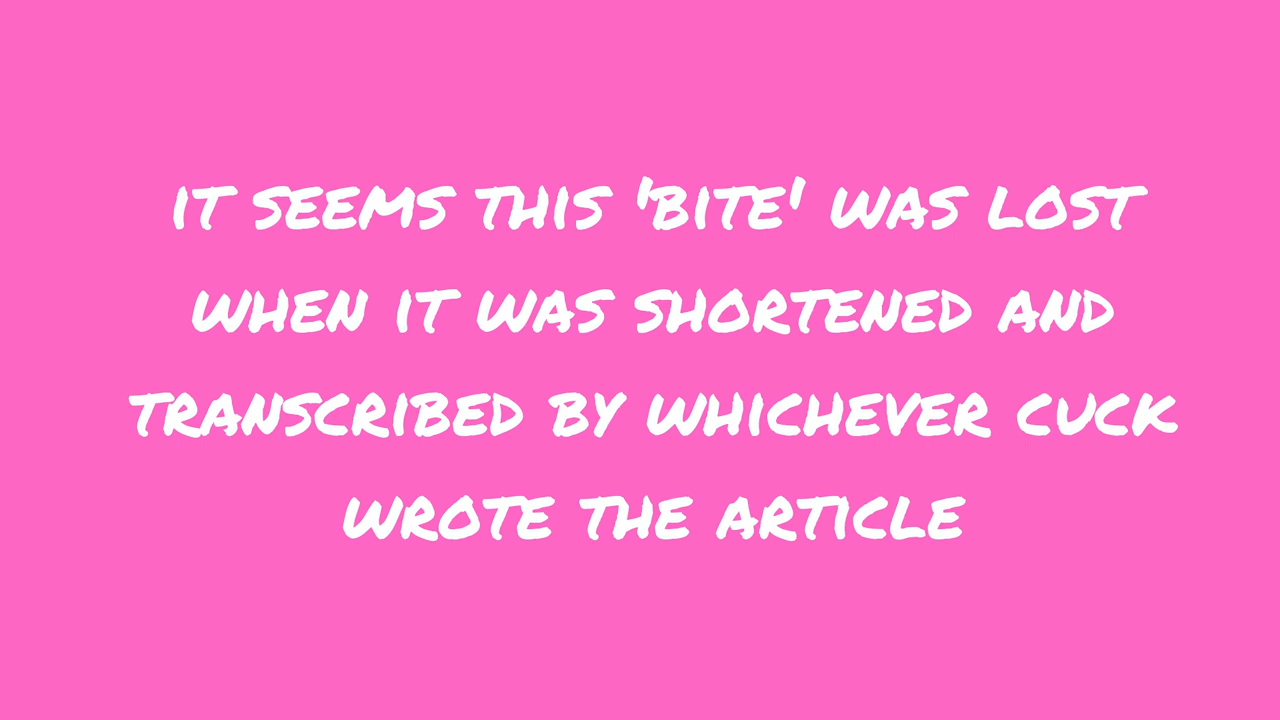 IT SEEMS THIS 'BITE' WAS LOST
WHEN IT WAS SHORTENED AND
TRANSCRIBED BY WHICHEVER CUCK
WROTE THE ARTICLE